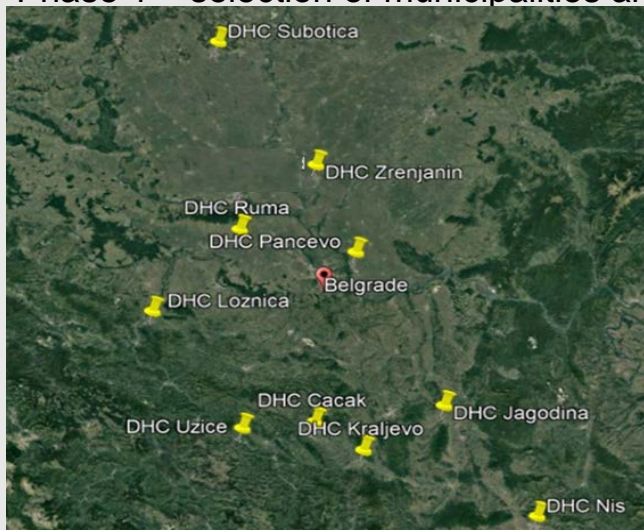 DHC Subotica
DHC Zrenjanin
DHC Ruma
DHC Pancevo
Belgrade
DHC Loznica
DHC Cacak
DHC Jagodina
DHC Uzice
DHC Kraljevo
DHC Nis